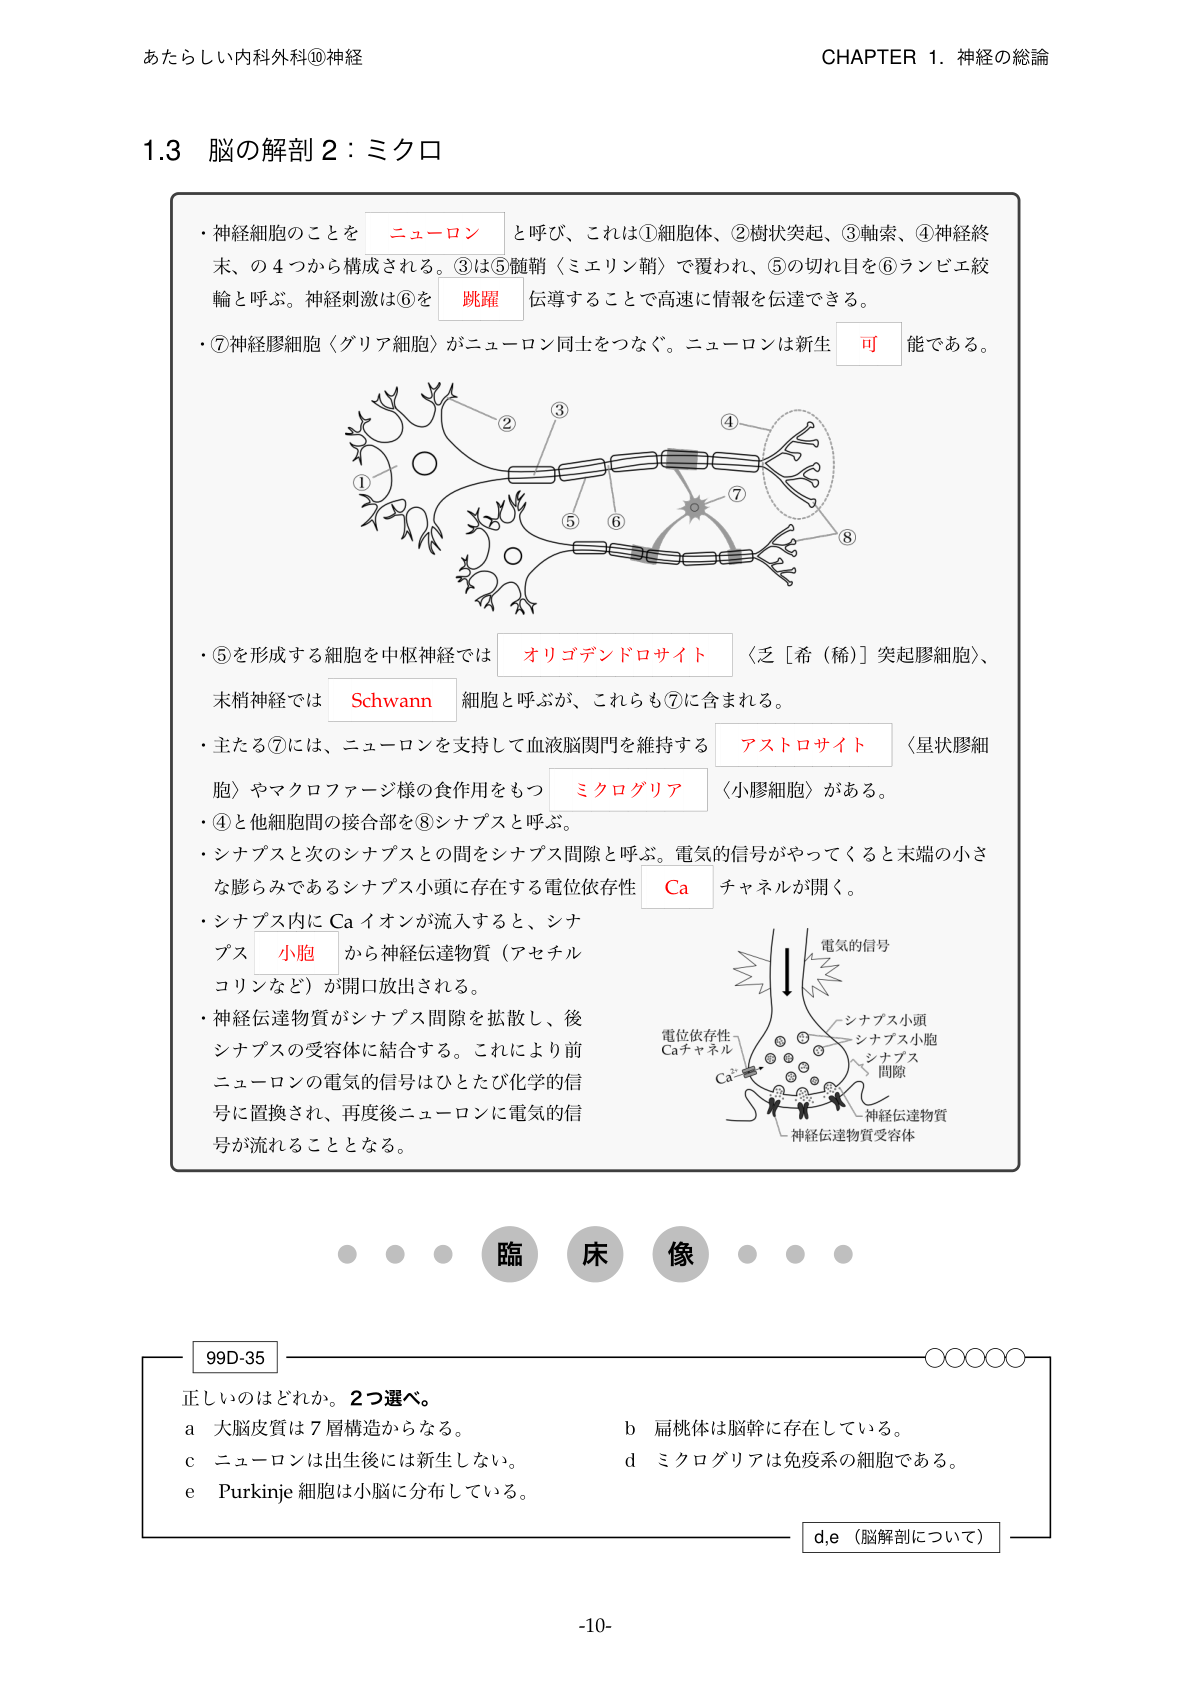 あたらしい内科外科⑩神経
CHAPTER 1. 神経の総論
1.3 脳の解剖 2：ミクロ
・神経細胞のことを ニューロン と呼び、これは①細胞体、②樹状突起、③軸索、④神経終
末、の 4 つから構成される。③は⑤髄鞘〈ミエリン鞘〉で覆われ、⑤の切れ目を⑥ランビエ絞
輪と呼ぶ。神経刺激は⑥を 跳躍 伝導することで高速に情報を伝達できる。
・⑦神経膠細胞〈グリア細胞〉がニューロン同士をつなぐ。ニューロンは新生 可 能である。
②
③
④
①
⑦
⑤
⑥
⑧
・⑤を形成する細胞を中枢神経では オリゴデンドロサイト 〈乏［希（稀）］突起膠細胞〉、
末梢神経では Schwann 細胞と呼ぶが、これらも⑦に含まれる。
・主たる⑦には、ニューロンを支持して血液脳関門を維持する アストロサイト 〈星状膠細
胞〉やマクロファージ様の食作用をもつ ミクログリア 〈小膠細胞〉がある。
・④と他細胞間の接合部を⑧シナプスと呼ぶ。
・シナプスと次のシナプスとの間をシナプス間隙と呼ぶ。電気的信号がやってくると末端の小さ
な膨らみであるシナプス小頭に存在する電位依存性 Ca チャネルが開く。
・シナプス内に Ca イオンが流入すると、シナ
プス 小胞 から神経伝達物質（アセチル
コリンなど）が開口放出される。
・神経伝達物質がシナプス間隙を拡散し、後
シナプスの受容体に結合する。これにより前
ニューロンの電気的信号はひとたび化学的信
号に置換され、再度後ニューロンに電気的信
号が流れることとなる。
電気的信号
シナプス小頭
電位依存性
Caチャネル
シナプス小胞
シナプス
間隙
Ca2+
神経伝達物質
神経伝達物質受容体
臨 床 像
99D-35
正しいのはどれか。2つ選べ。
a 大脳皮質は 7 層構造からなる。
b 扁桃体は脳幹に存在している。
c ニューロンは出生後には新生しない。
d ミクログリアは免疫系の細胞である。
e Purkinje 細胞は小脳に分布している。
d,e （脳解剖について）
-10-